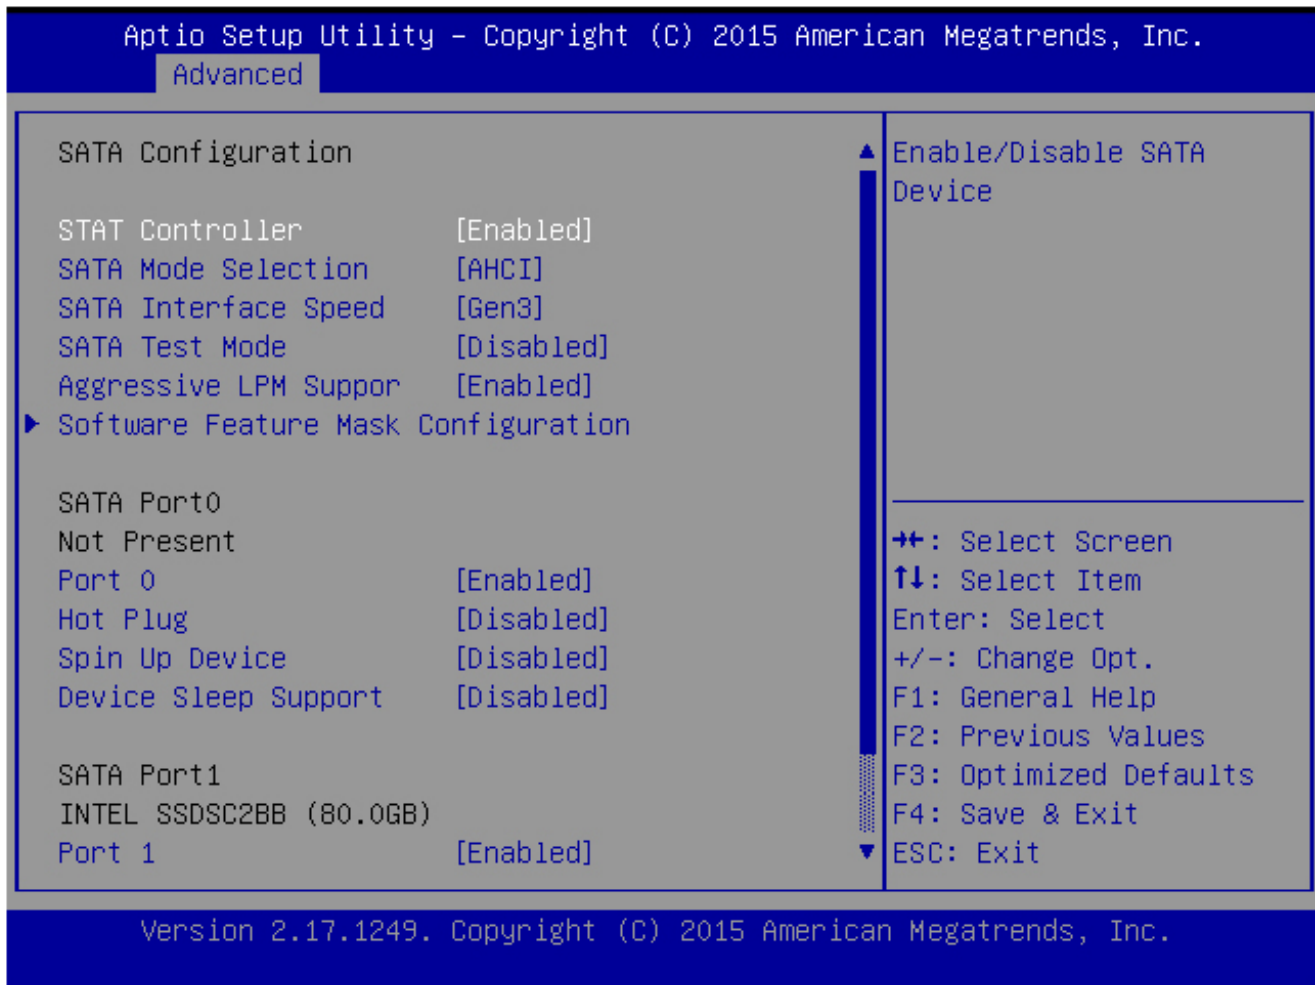 Aptio Setup Utility – Copyright (C) 2015 American Megatrends, Inc.
Advanced
SATA Configuration
STAT Controller [Enabled]
SATA Mode Selection [AHCI]
SATA Interface Speed [Gen3]
SATA Test Mode [Disabled]
Aggressive LPM Suppor [Enabled]
Software Feature Mask Configuration
SATA Port0
Not Present
Port 0 [Enabled]
Hot Plug [Disabled]
Spin Up Device [Disabled]
Device Sleep Support [Disabled]
SATA Port1
INTEL SSDSC2BB (80.0GB)
Port 1 [Enabled]
Enable/Disable SATA
Device
→←: Select Screen
↑↓: Select Item
Enter: Select
+/-: Change Opt.
F1: General Help
F2: Previous Values
F3: Optimized Defaults
F4: Save & Exit
ESC: Exit
Version 2.17.1249. Copyright (C) 2015 American Megatrends, Inc.